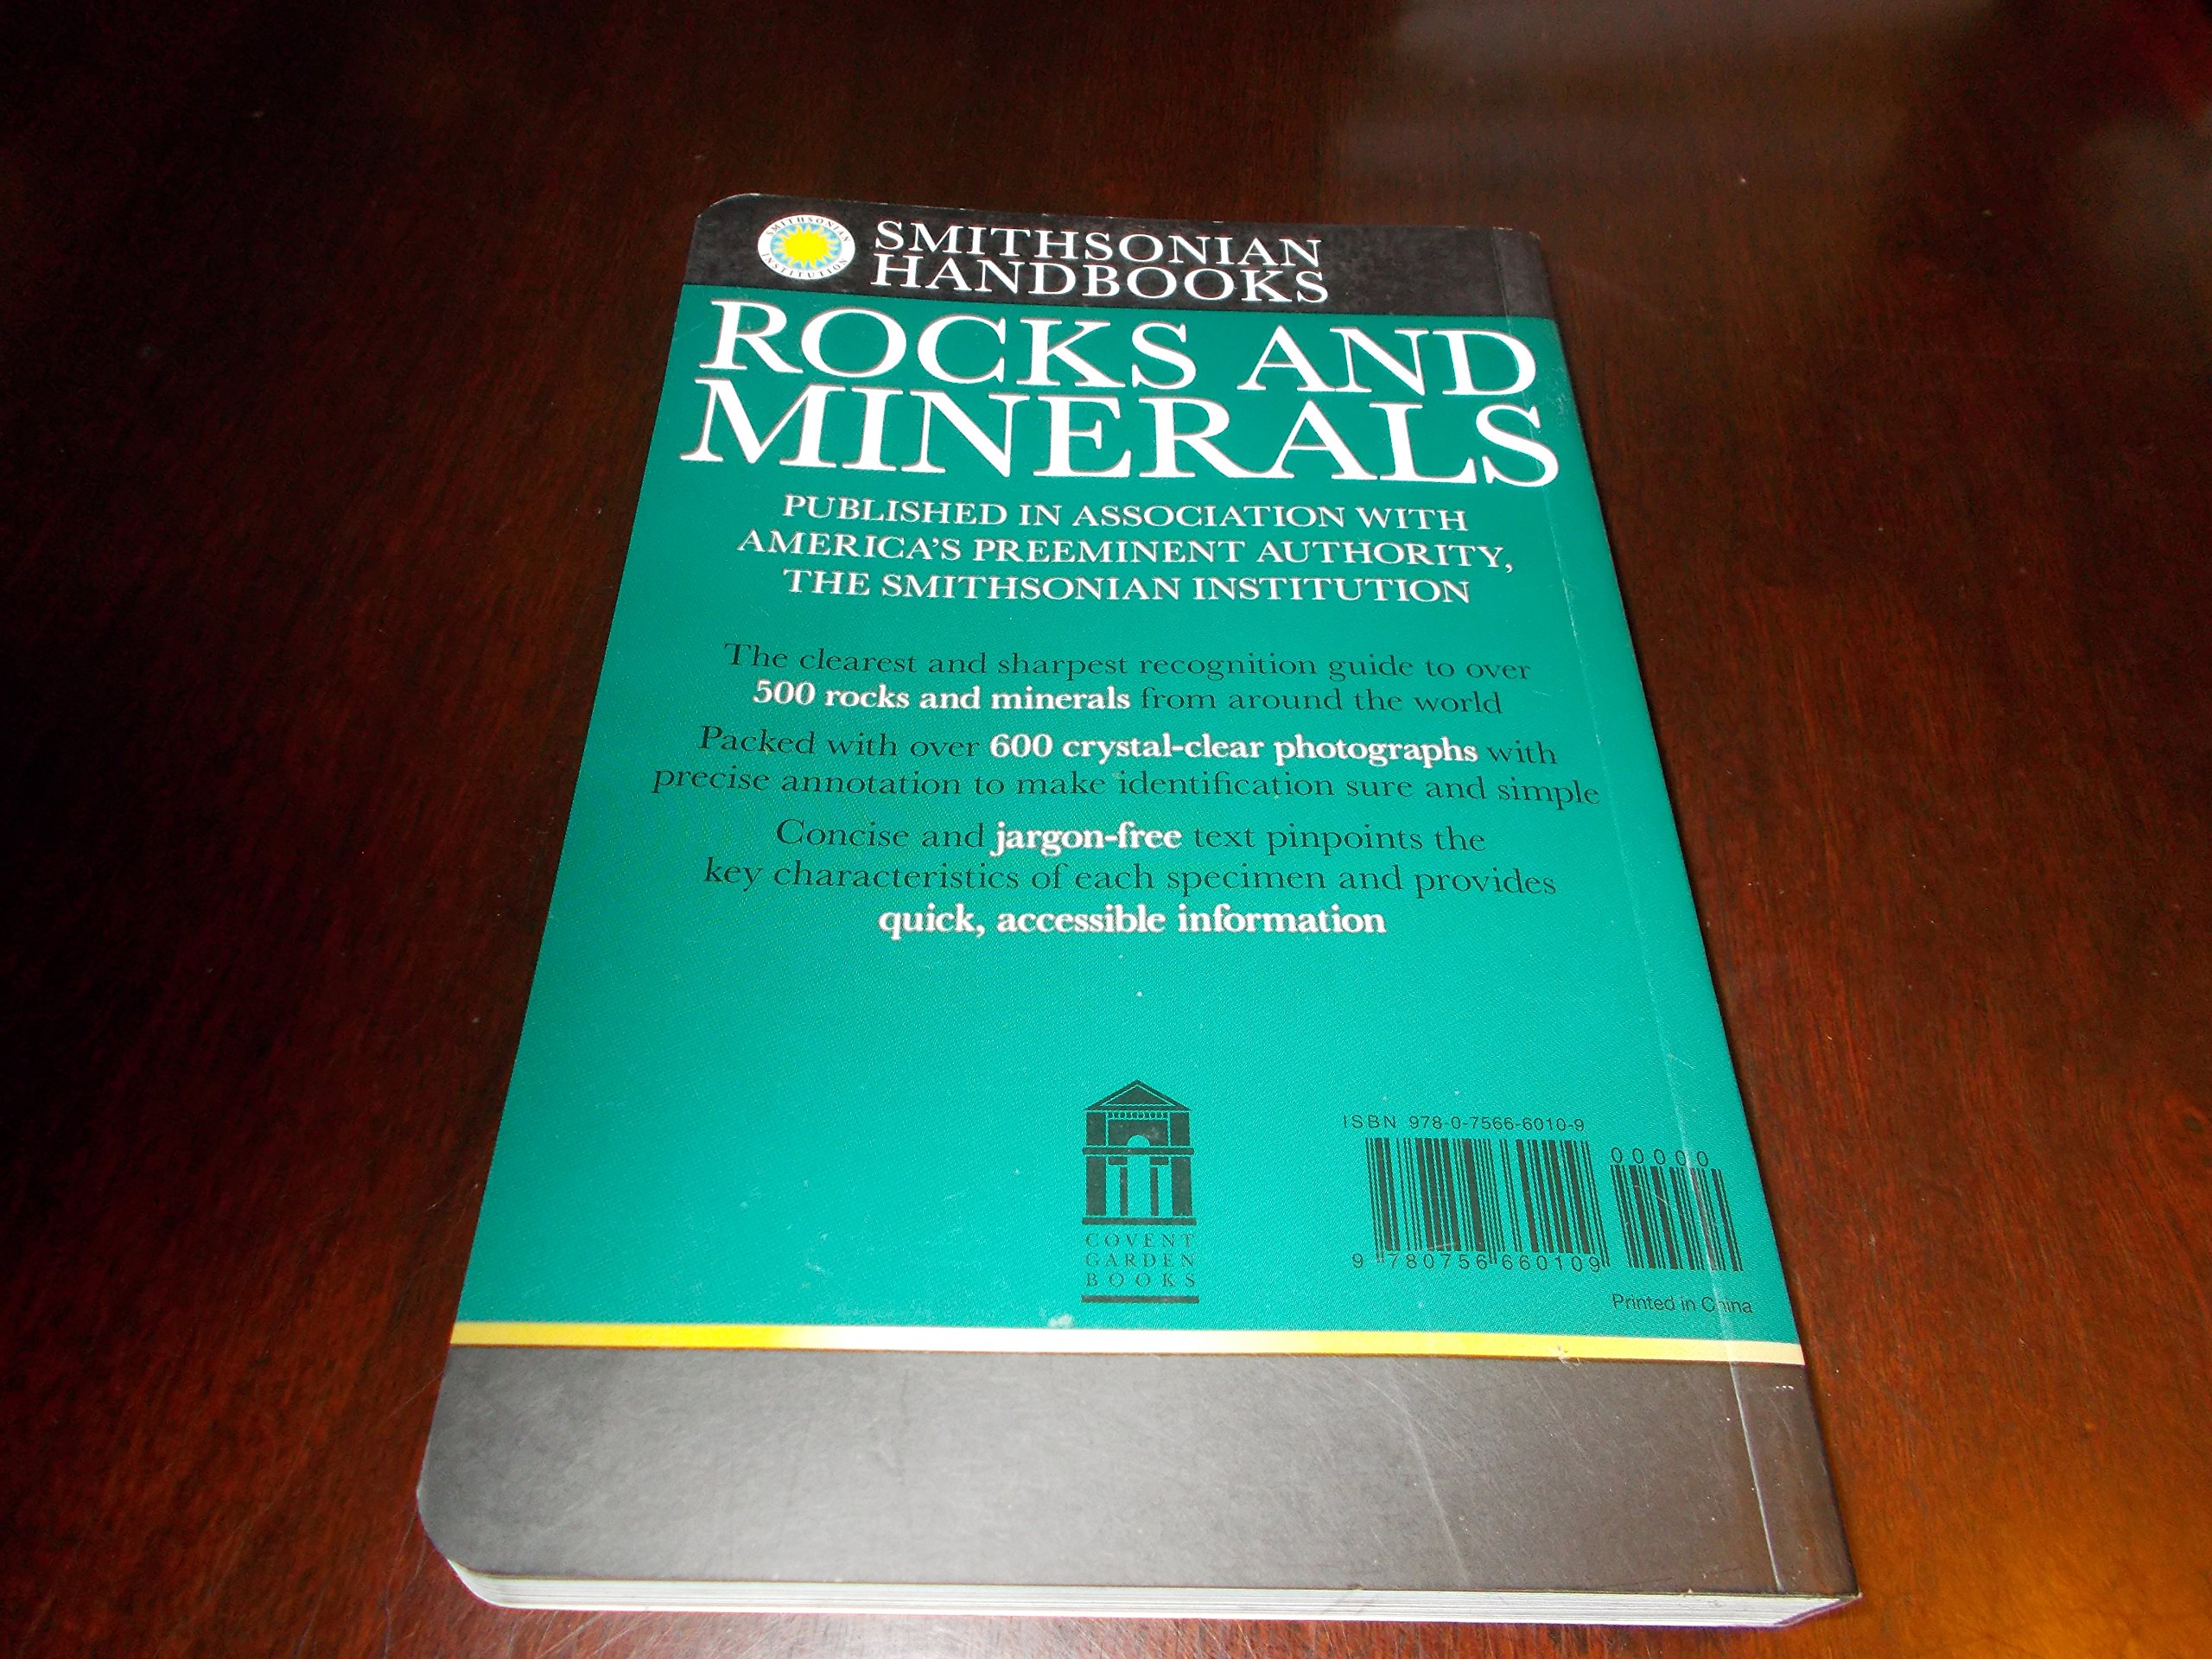 SMITHSONIAN INSTITUTION
SMITHSONIAN
HANDBOOKS
ROCKS AND
MINERALS
PUBLISHED IN ASSOCIATION WITH
AMERICA'S PREEMINENT AUTHORITY,
THE SMITHSONIAN INSTITUTION
The clearest and sharpest recognition guide to over
500 rocks and minerals from around the world
Packed with over 600 crystal-clear photographs with
precise annotation to make identification sure and simple
Concise and jargon-free text pinpoints the
key characteristics of each specimen and provides
quick, accessible information
COVENT
GARDEN
BOOKS
ISBN 978-0-7566-6010-9
00000
9 780756 660109
Printed in China